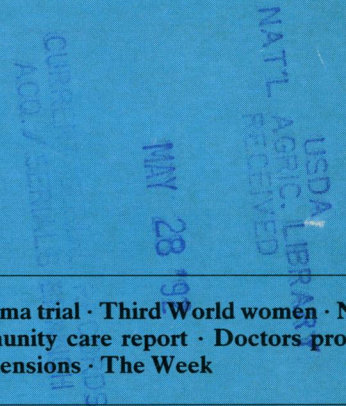 USDA
NAT'L AGRIC. LIBRARY
RECEIVED
MAY 28 '92
CURRENT
ACQ. / SERIALS
ma trial · Third World women · N
unity care report · Doctors pro
ensions · The Week